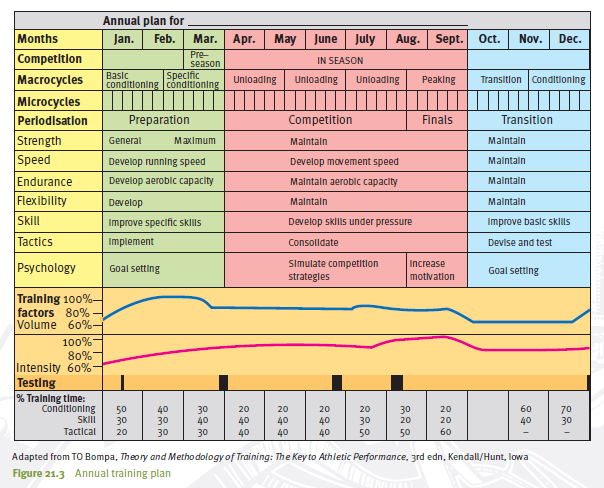 Annual plan for
Months Jan. Feb. Mar. Apr. May June July Aug. Sept. Oct. Nov. Dec.
Competition Pre–season IN SEASON
Macrocycles Basic conditioning Specific conditioning Unloading Unloading Unloading Peaking Transition Conditioning
Microcycles
Periodisation Preparation Competition Finals Transition
Strength General Maximum Maintain Maintain
Speed Develop running speed Develop movement speed Maintain
Endurance Develop aerobic capacity Maintain aerobic capacity Maintain
Flexibility Develop Maintain Maintain
Skill Improve specific skills Develop skills under pressure Improve basic skills
Tactics Implement Consolidate Devise and test
Psychology Goal setting Simulate competition strategies Increase motivation Goal setting
Training 100%
factors 80%
Volume 60%
100%
80%
Intensity 60%
Testing
% Training time:
Conditioning 50 40 30 20 20 20 20 30 20 60 70
Skill 30 30 40 40 40 40 30 20 20 40 30
Tactical 20 30 30 40 40 40 50 50 60 – –
Adapted from TO Bompa, Theory and Methodology of Training: The Key to Athletic Performance, 3rd edn, Kendall/Hunt, Iowa
Figure 21.3 Annual training plan